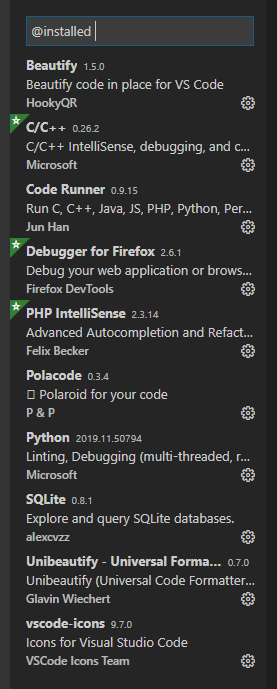 @installed
Beautify 1.5.0
Beautify code in place for VS Code
HookyQR
C/C++ 0.26.2
C/C++ IntelliSense, debugging, and c...
Microsoft
Code Runner 0.9.15
Run C, C++, Java, JS, PHP, Python, Per...
Jun Han
Debugger for Firefox 2.6.1
Debug your web application or brows...
Firefox DevTools
PHP IntelliSense 2.3.14
Advanced Autocompletion and Refact...
Felix Becker
Polacode 0.3.4
Polaroid for your code
P & P
Python 2019.11.50794
Linting, Debugging (multi-threaded, r...
Microsoft
SQLite 0.8.1
Explore and query SQLite databases.
alexcvzz
Unibeautify - Universal Forma... 0.7.0
Unibeautify (Universal Code Formatter...
Glavin Wiechert
vscode-icons 9.7.0
Icons for Visual Studio Code
VSCode Icons Team